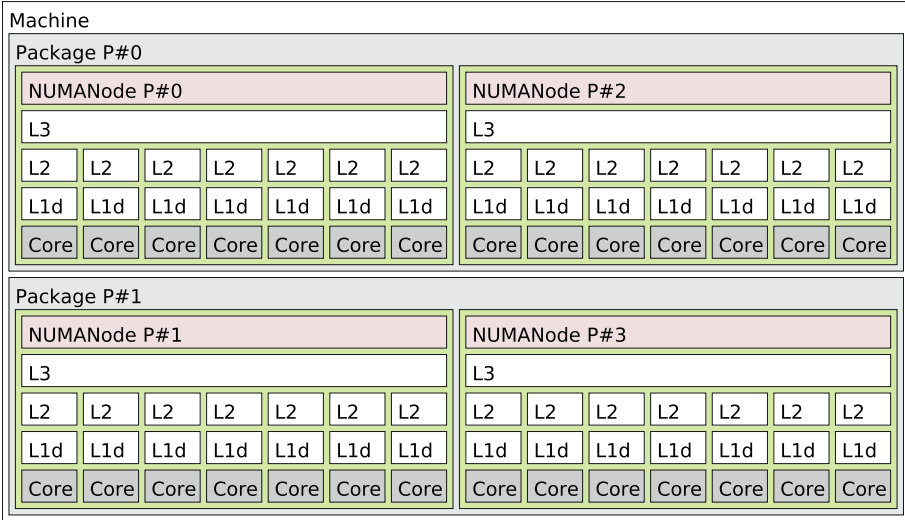 Machine
Package P#0
NUMANode P#0 NUMANode P#2
L3 L3
L2 L2 L2 L2 L2 L2 L2 L2 L2 L2 L2 L2 L2 L2
L1d L1d L1d L1d L1d L1d L1d L1d L1d L1d L1d L1d L1d L1d
Core Core Core Core Core Core Core Core Core Core Core Core Core Core
Package P#1
NUMANode P#1 NUMANode P#3
L3 L3
L2 L2 L2 L2 L2 L2 L2 L2 L2 L2 L2 L2 L2 L2
L1d L1d L1d L1d L1d L1d L1d L1d L1d L1d L1d L1d L1d L1d
Core Core Core Core Core Core Core Core Core Core Core Core Core Core